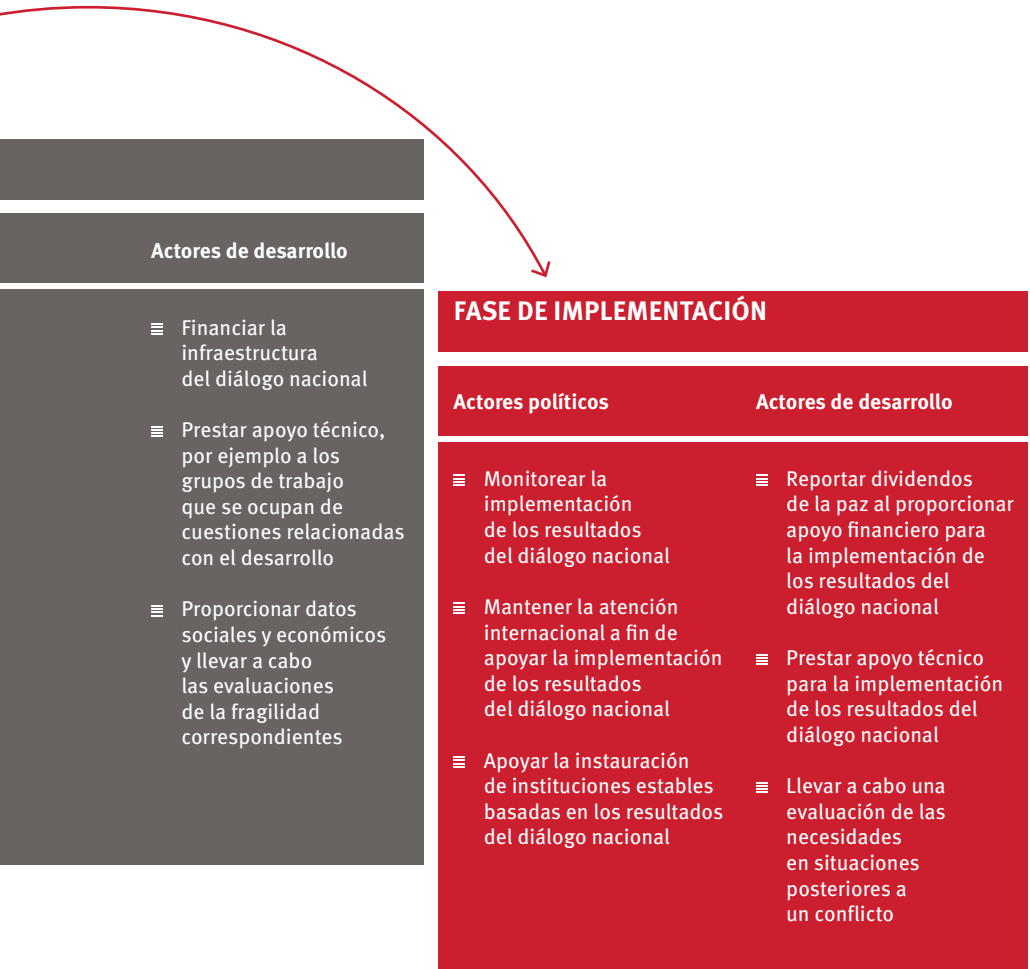 Actores de desarrollo
Financiar la
infraestructura
del diálogo nacional
Prestar apoyo técnico,
por ejemplo a los
grupos de trabajo
que se ocupan de
cuestiones relacionadas
con el desarrollo
Proporcionar datos
sociales y económicos
y llevar a cabo
las evaluaciones
de la fragilidad
correspondientes
FASE DE IMPLEMENTACIÓN
Actores políticos
Monitorear la
implementación
de los resultados
del diálogo nacional
Mantener la atención
internacional a fin de
apoyar la implementación
de los resultados
del diálogo nacional
Apoyar la instauración
de instituciones estables
basadas en los resultados
del diálogo nacional
Actores de desarrollo
Reportar dividendos
de la paz al proporcionar
apoyo financiero para
la implementación de
los resultados del
diálogo nacional
Prestar apoyo técnico
para la implementación
de los resultados del
diálogo nacional
Llevar a cabo una
evaluación de las
necesidades
en situaciones
posteriores a
un conflicto